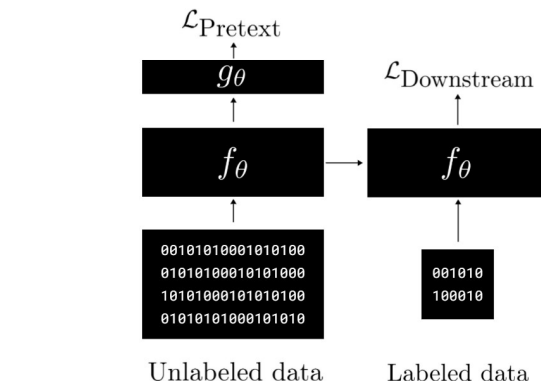 ℒ_Pretext
g_θ
f_θ
00101010001010100
01010100010101000
10101000101010100
01010101000101010
Unlabeled data
ℒ_Downstream
f_θ
001010
100010
Labeled data